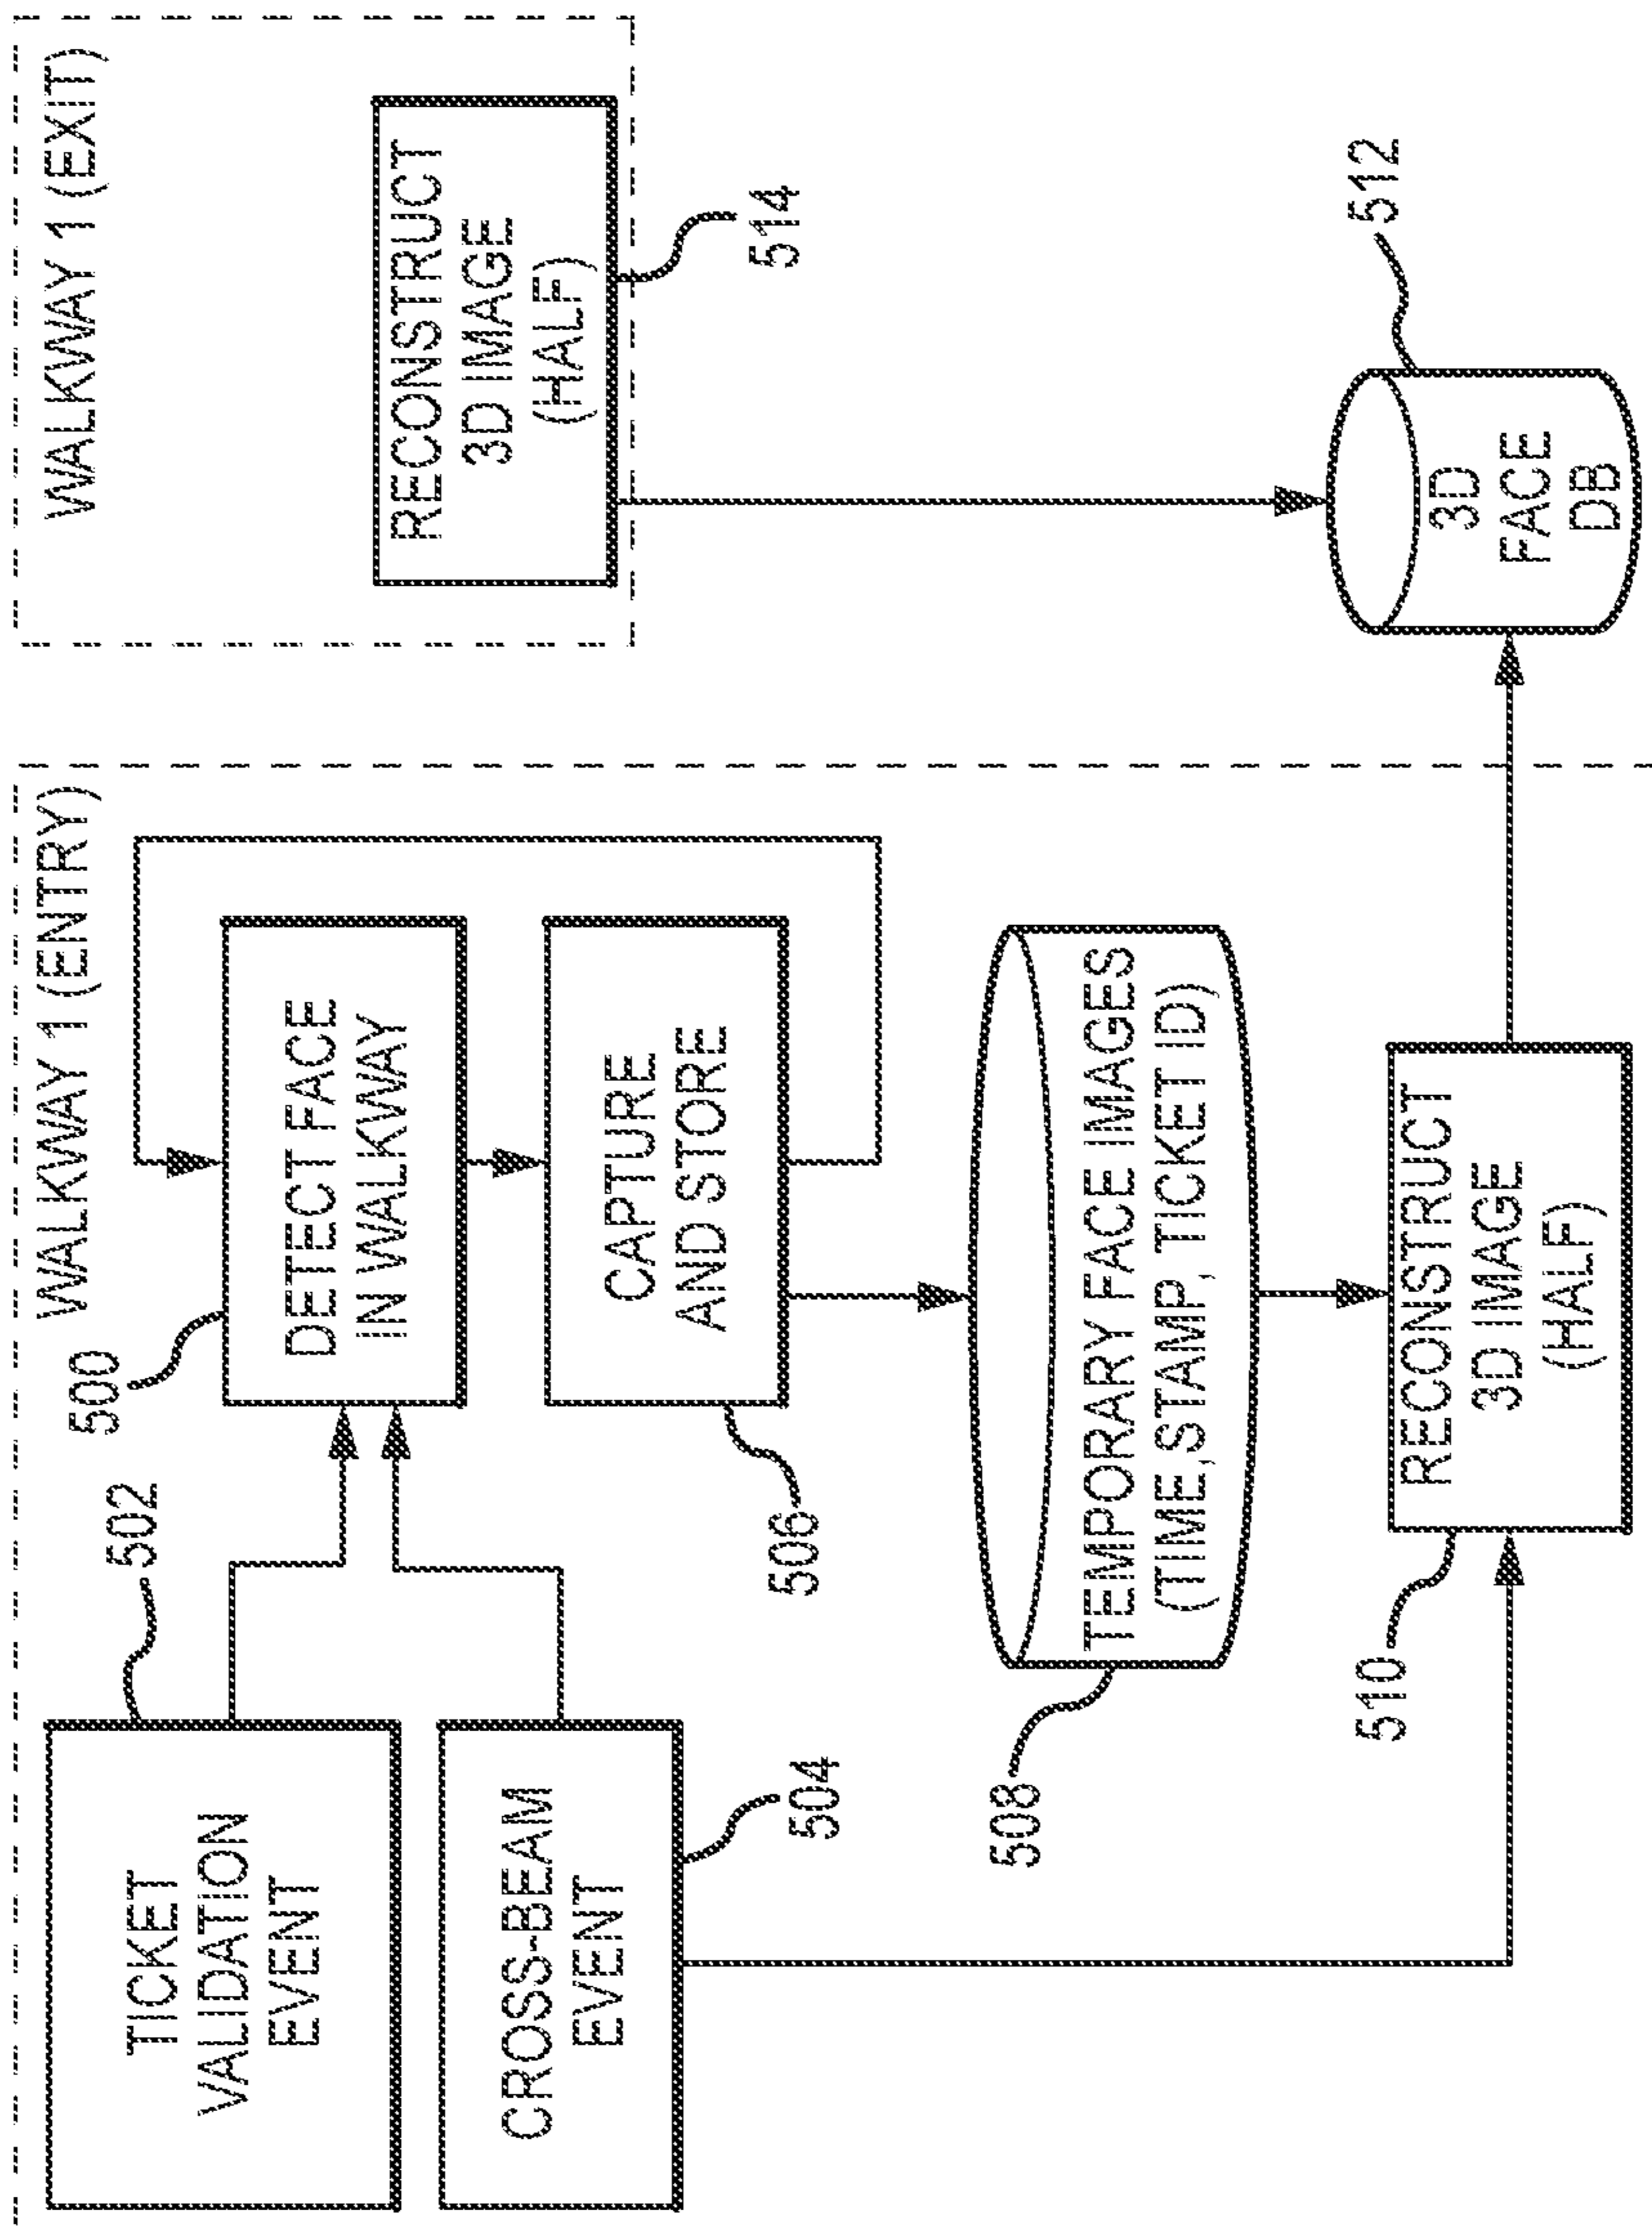 WALKWAY 1 (ENTRY)
TICKET
VALIDATION
EVENT
502
CROSS-BEAM
EVENT
504
500
DETECT FACE
IN WALKWAY
CAPTURE
AND STORE
506
TEMPORARY FACE IMAGES
(TIME,STAMP, TICKET ID)
508
RECONSTRUCT
3D IMAGE
(HALF)
510
WALKWAY 1 (EXIT)
RECONSTRUCT
3D IMAGE
(HALF)
514
3D
FACE
DB
512